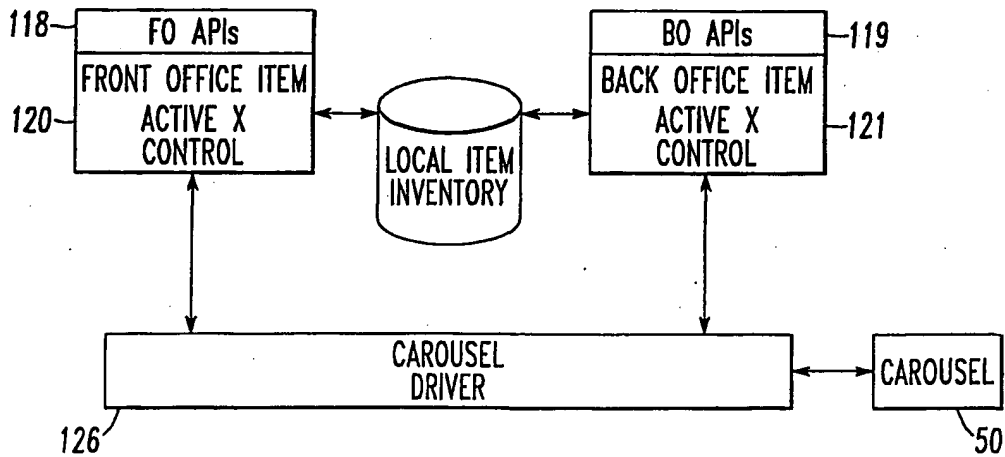 118
FO APIs
FRONT OFFICE ITEM
120
ACTIVE X
CONTROL
LOCAL ITEM
INVENTORY
BO APIs
119
BACK OFFICE ITEM
ACTIVE X
121
CONTROL
CAROUSEL
DRIVER
126
CAROUSEL
50